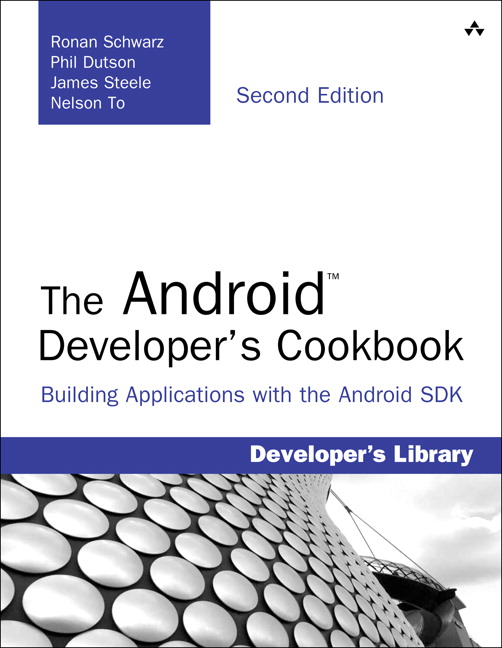 Ronan Schwarz
Phil Dutson
James Steele
Nelson To
Second Edition
The Android™
Developer's Cookbook
Building Applications with the Android SDK
Developer's Library